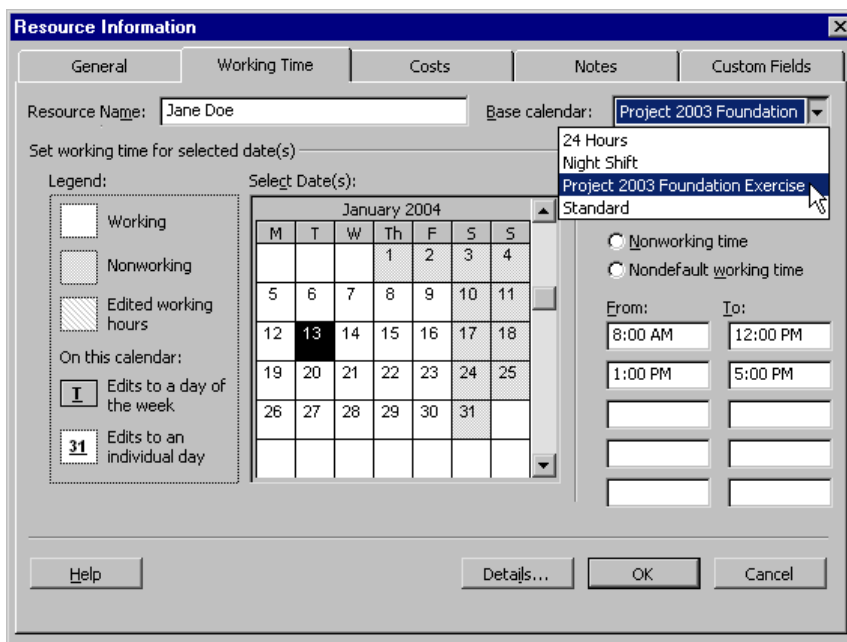 Resource Information
General Working Time Costs Notes Custom Fields
Resource Name: Jane Doe Base calendar: Project 2003 Foundation
24 Hours
Night Shift
Project 2003 Foundation Exercise
Standard
Set working time for selected date(s)
Legend:
Working
Nonworking
Edited working
hours
On this calendar:
I Edits to a day of
the week
31 Edits to an
individual day
Select Date(s):
January 2004
M T W Th F S S
1 2 3 4
5 6 7 8 9 10 11
12 13 14 15 16 17 18
19 20 21 22 23 24 25
26 27 28 29 30 31
Nonworking time
Nondefault working time
From: To:
8:00 AM 12:00 PM
1:00 PM 5:00 PM
Help Details... OK Cancel